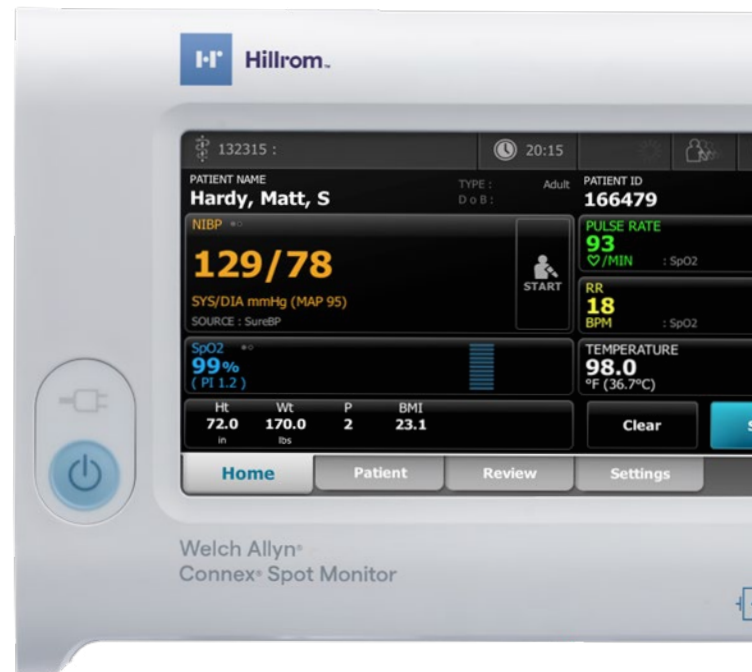 Hillrom™
132315 :
20:15
PATIENT NAME
Hardy, Matt, S
TYPE : Adult
D o B :
PATIENT ID
166479
NIBP
129/78
SYS/DIA mmHg (MAP 95)
SOURCE : SureBP
START
PULSE RATE
93
/MIN : SpO2
RR
18
BPM : SpO2
SpO2
99%
( PI 1.2 )
TEMPERATURE
98.0
°F (36.7°C)
Ht Wt P BMI
72.0 170.0 2 23.1
in lbs
Clear
S
Home Patient Review Settings
Welch Allyn®
Connex® Spot Monitor